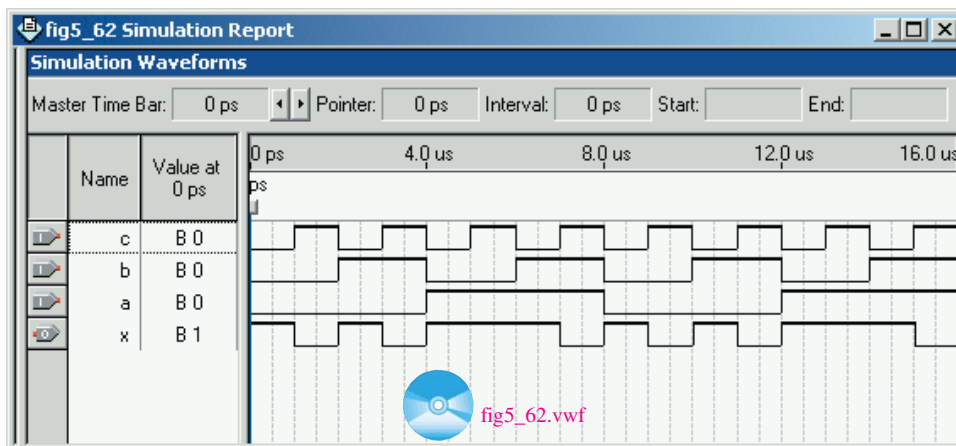 fig5_62 Simulation Report
Simulation Waveforms
Master Time Bar: 0 ps Pointer: 0 ps Interval: 0 ps Start: End:
Name Value at 0 ps 0 ps 4.0 us 8.0 us 12.0 us 16.0 us
ps
c B 0
b B 0
a B 0
x B 1
fig5_62.vwf